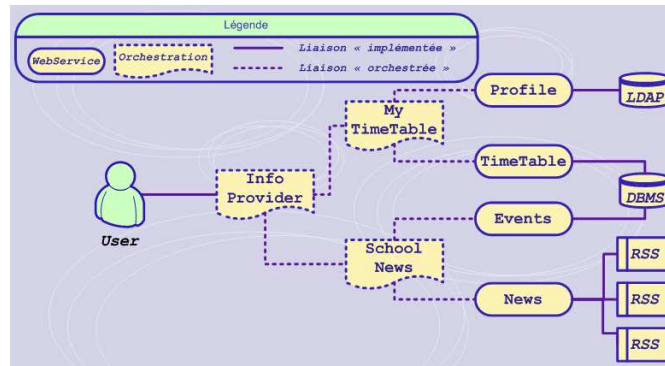 Légende
WebService
Orchestration
Liaison « implémentée »
Liaison « orchestrée »
Profile
LDAP
My
TimeTable
TimeTable
Info
Provider
DBMS
User
Events
School
News
RSS
News
RSS
RSS